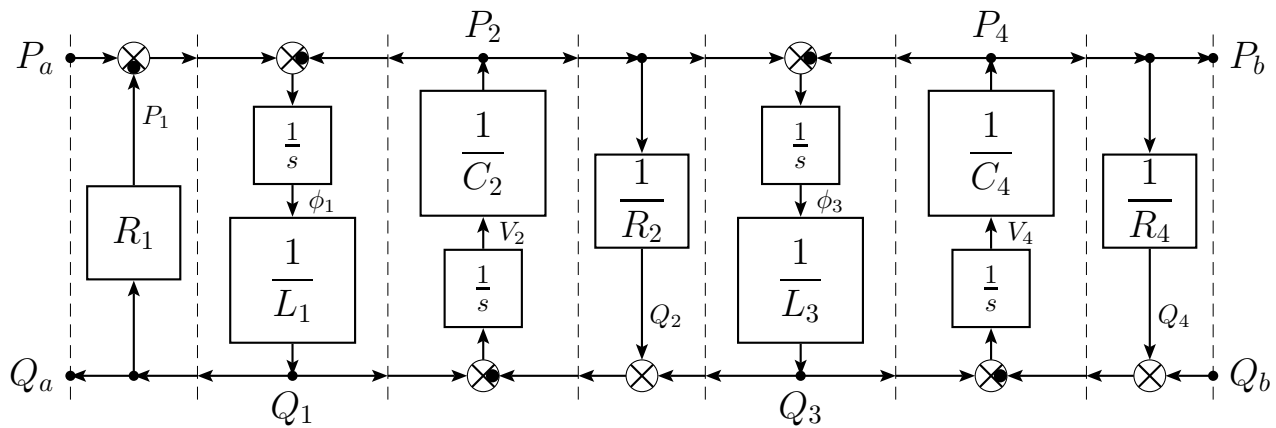 P_2
P_4
P_a
P_b
P_1
1/s
1/C_2
1/s
1/C_4
R_1
ϕ_1
1/L_1
V_2
1/s
1/R_2
ϕ_3
1/L_3
V_4
1/s
1/R_4
Q_2
Q_4
Q_a
Q_b
Q_1
Q_3